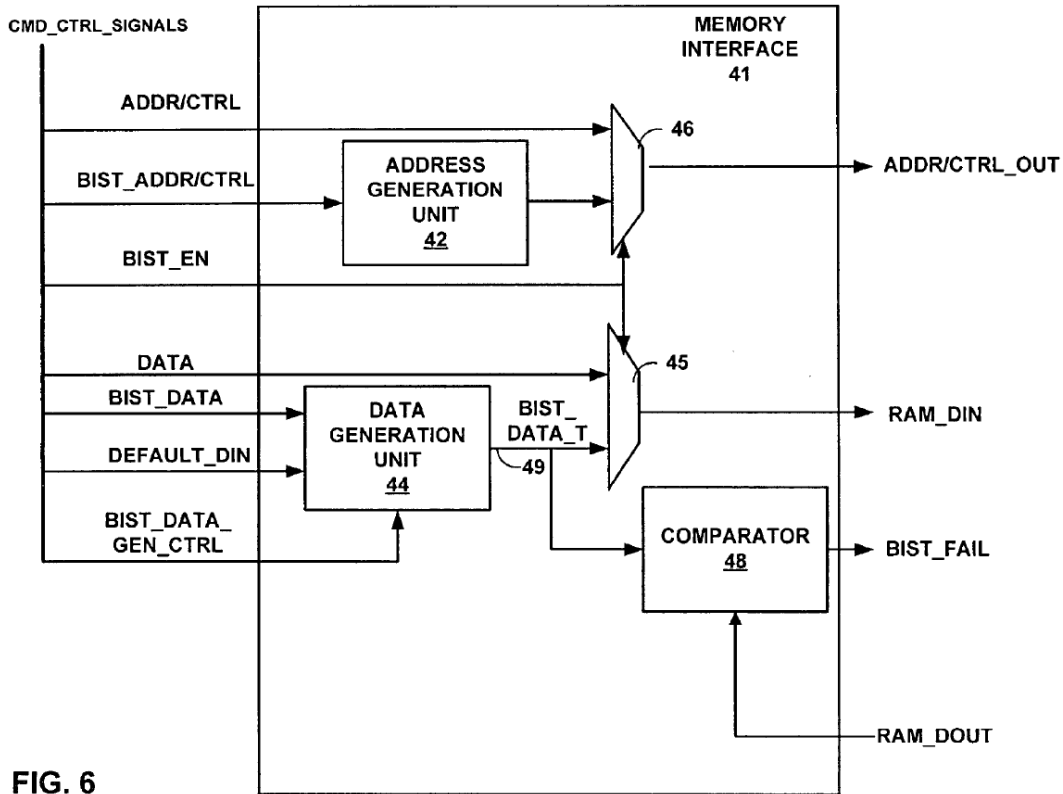 CMD_CTRL_SIGNALS
MEMORY
INTERFACE
41
ADDR/CTRL
46
ADDR/CTRL_OUT
BIST_ADDR/CTRL
ADDRESS
GENERATION
UNIT
42
BIST_EN
DATA
45
BIST_DATA
RAM_DIN
DATA
GENERATION
UNIT
44
BIST_
DATA_T
49
DEFAULT_DIN
BIST_DATA_
GEN_CTRL
COMPARATOR
48
BIST_FAIL
RAM_DOUT
FIG. 6